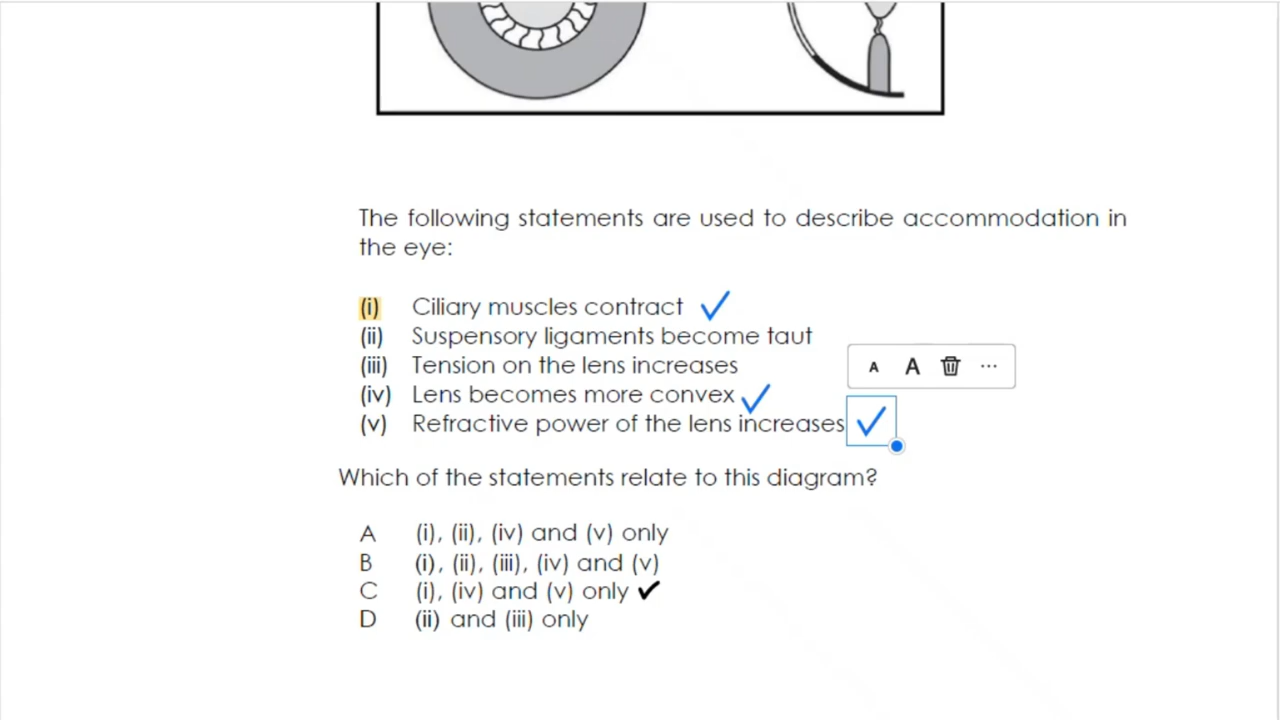 The following statements are used to describe accommodation in
the eye:
(i) Ciliary muscles contract
(ii) Suspensory ligaments become taut
(iii) Tension on the lens increases
A A ...
(iv) Lens becomes more convex
(v) Refractive power of the lens increases
Which of the statements relate to this diagram?
A (i), (ii), (iv) and (v) only
B (i), (ii), (iii), (iv) and (v)
C (i), (iv) and (v) only ✔
D (ii) and (iii) only